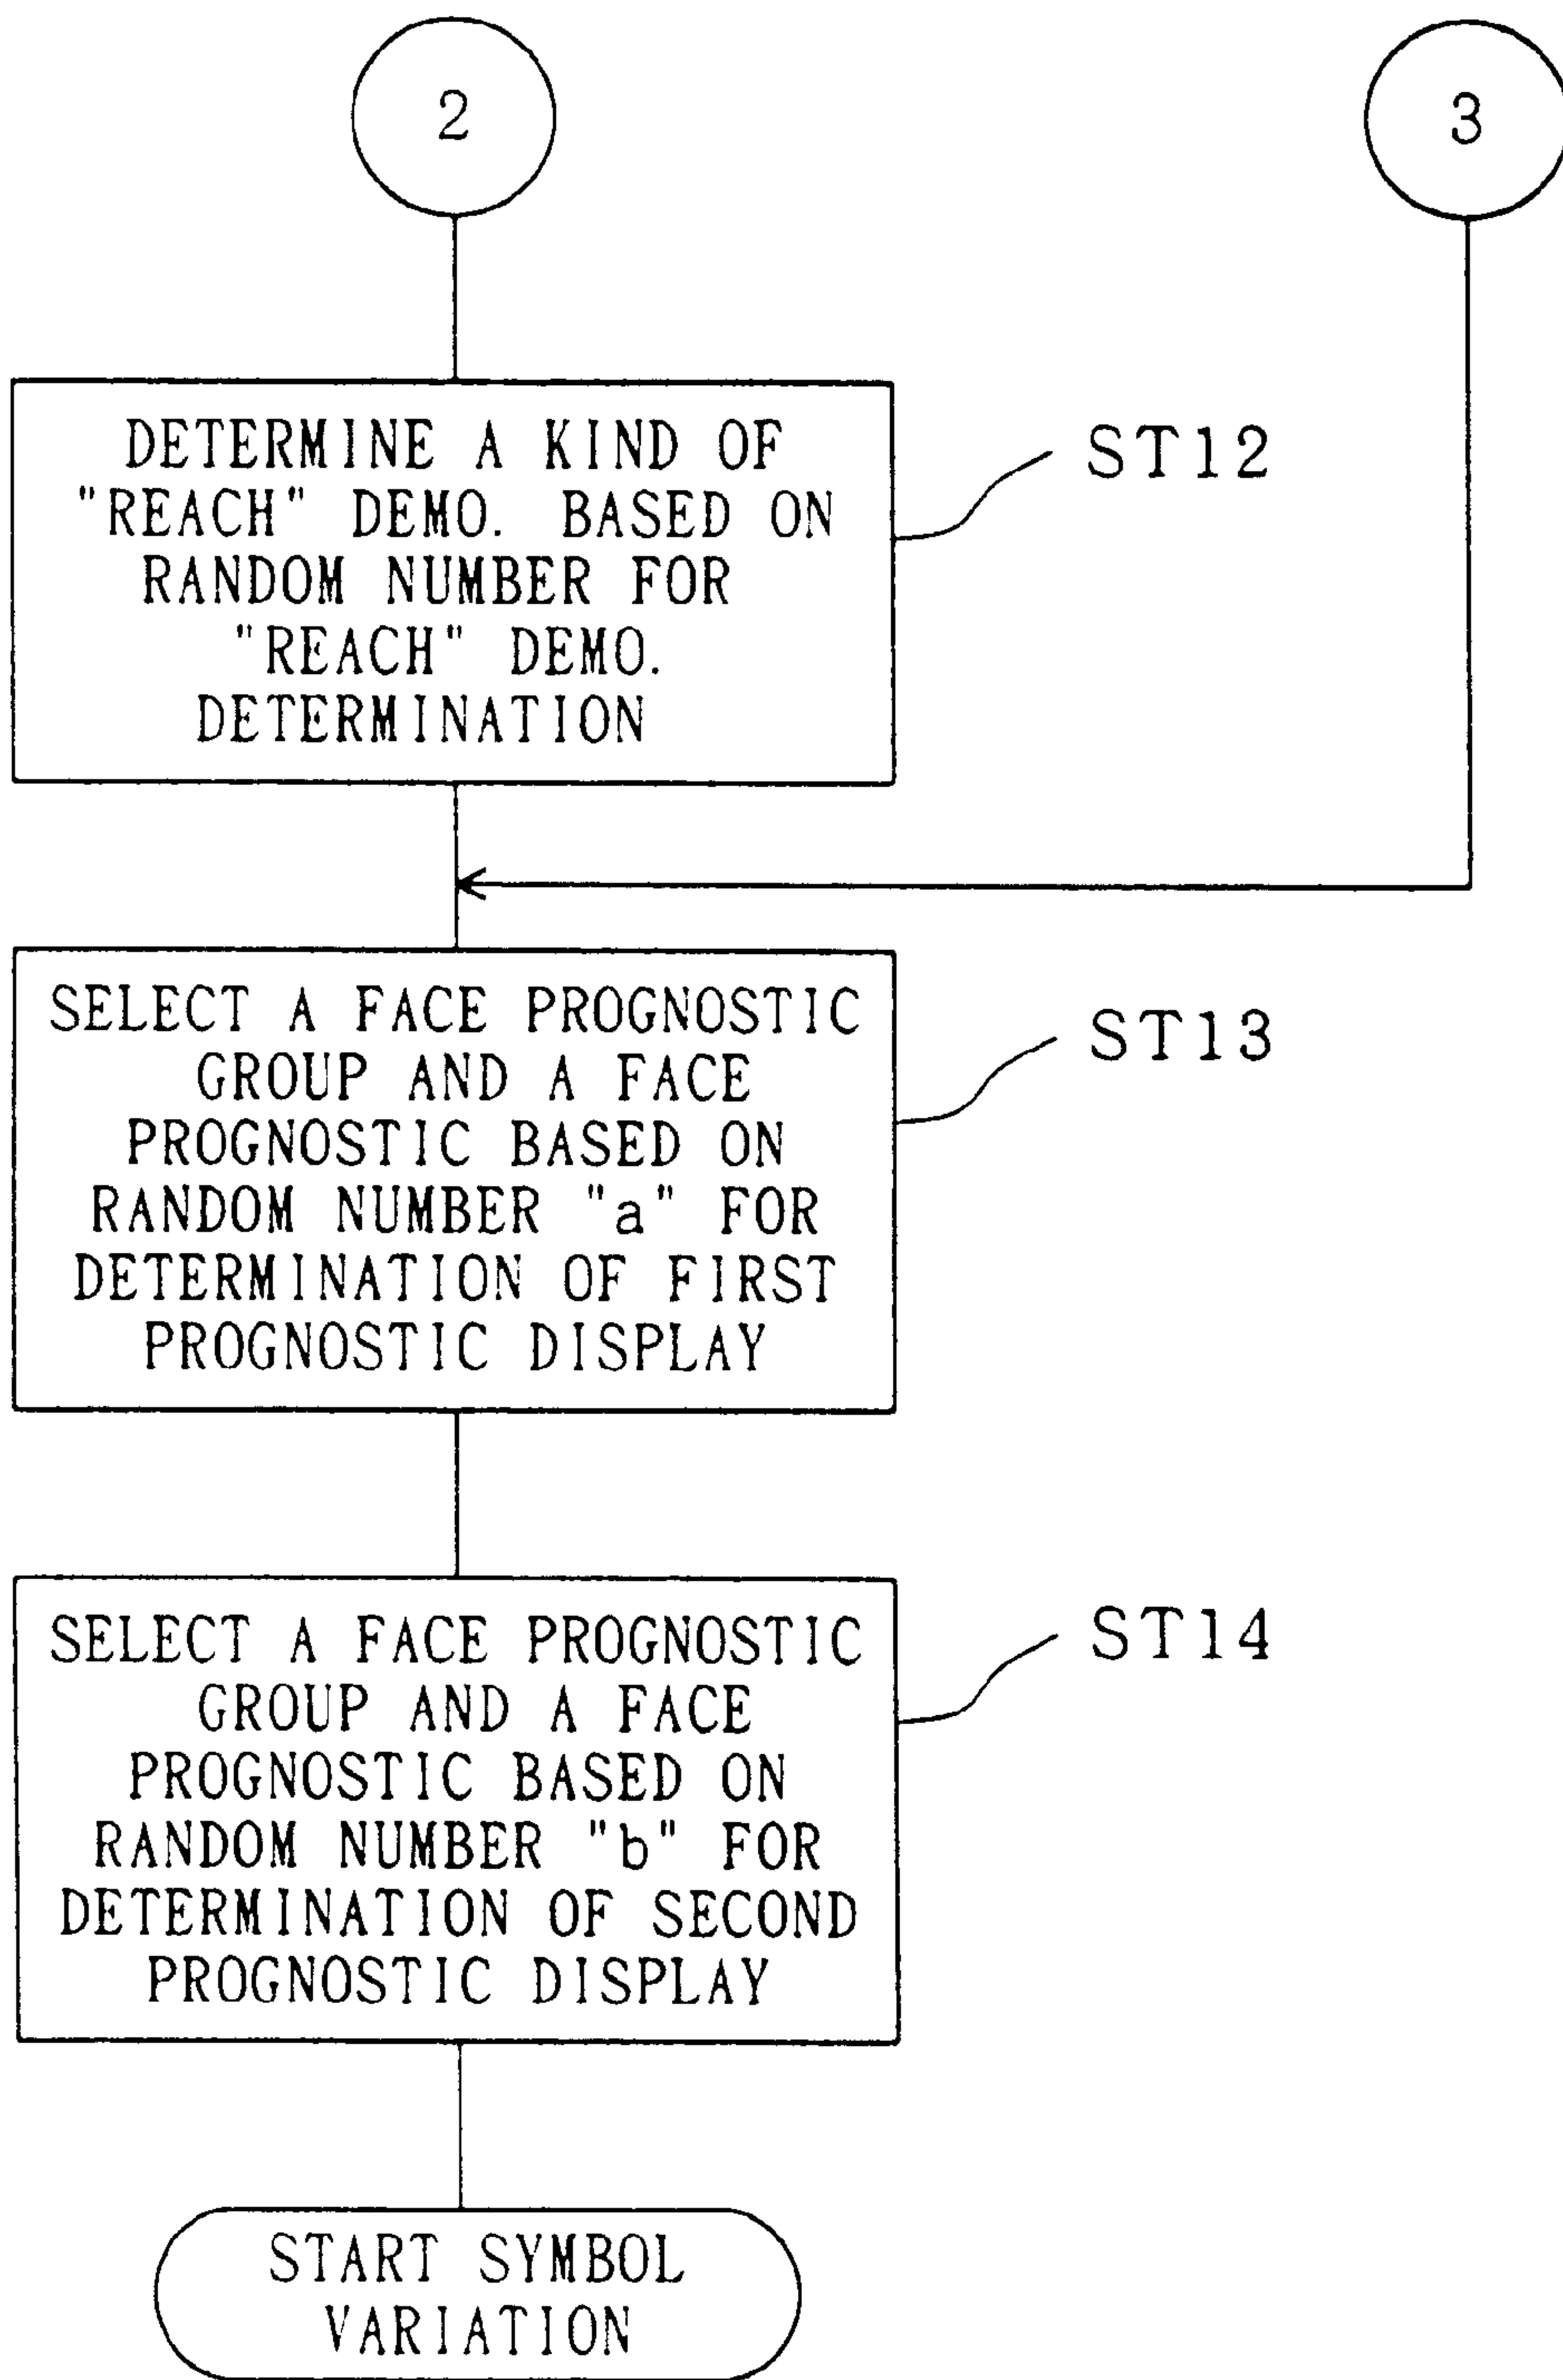 2
3
DETERMINE A KIND OF
"REACH" DEMO. BASED ON
RANDOM NUMBER FOR
"REACH" DEMO.
DETERMINATION
ST12
SELECT A FACE PROGNOSTIC
GROUP AND A FACE
PROGNOSTIC BASED ON
RANDOM NUMBER "a" FOR
DETERMINATION OF FIRST
PROGNOSTIC DISPLAY
ST13
SELECT A FACE PROGNOSTIC
GROUP AND A FACE
PROGNOSTIC BASED ON
RANDOM NUMBER "b" FOR
DETERMINATION OF SECOND
PROGNOSTIC DISPLAY
ST14
START SYMBOL
VARIATION